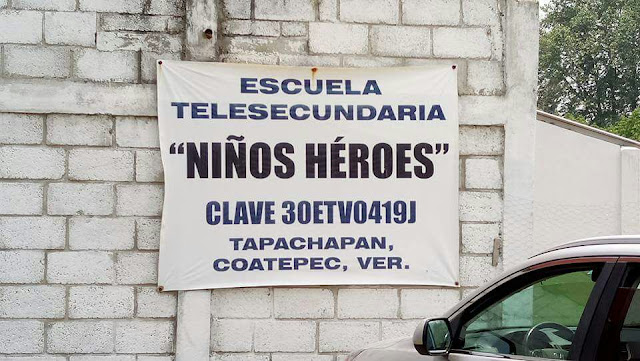 ESCUELA
TELESECUNDARIA
“NIÑOS HÉROES”
CLAVE 30ETV0419J
TAPACHAPAN,
COATEPEC, VER.